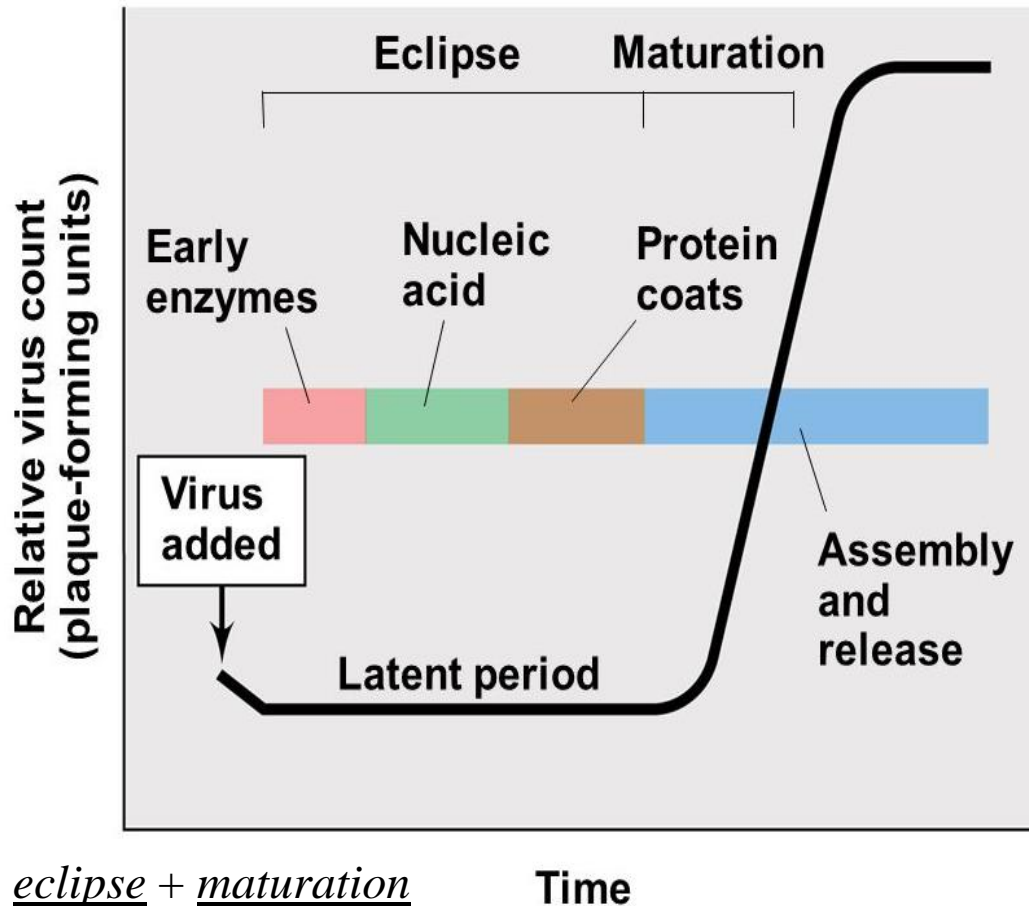 Eclipse
Maturation
Relative virus count
(plaque-forming units)
Early
enzymes
Nucleic
acid
Protein
coats
Virus
added
Assembly
and
release
Latent period
eclipse + maturation
Time